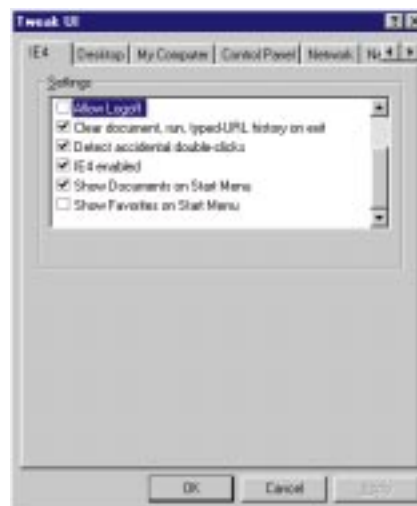 Tweak UI
IE4 Desktop My Computer Control Panel Network
Settings
Allow Logoff
Clear document, run, typed-URL history on exit
Detect accidental double-clicks
IE4 enabled
Show Documents on Start Menu
Show Favorites on Start Menu
OK Cancel Apply